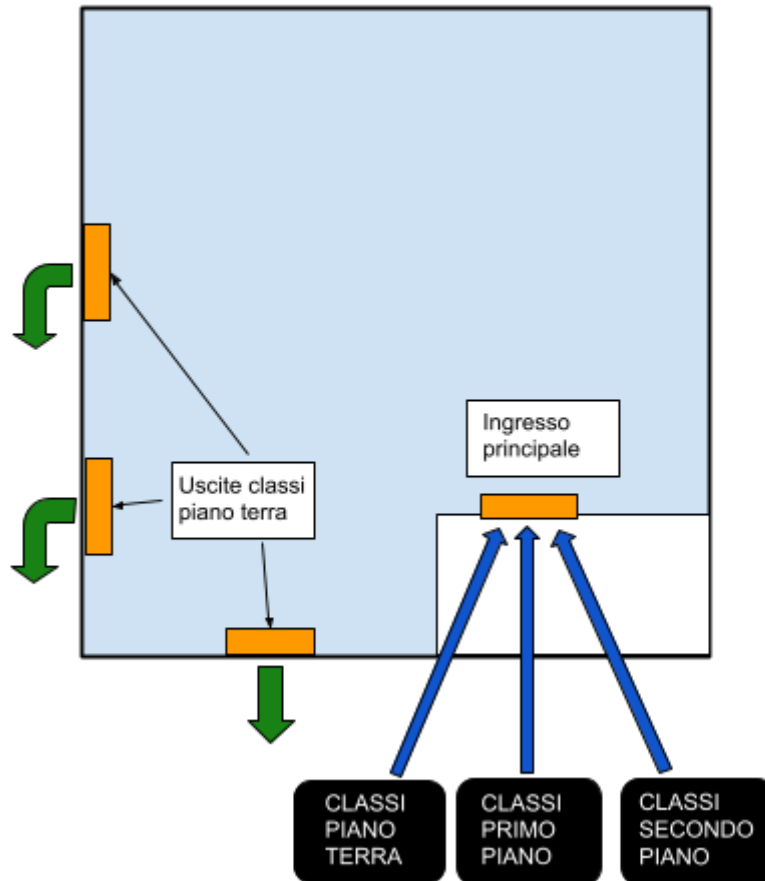 Ingresso
principale
Uscite classi
piano terra
CLASSI
PIANO
TERRA
CLASSI
PRIMO
PIANO
CLASSI
SECONDO
PIANO